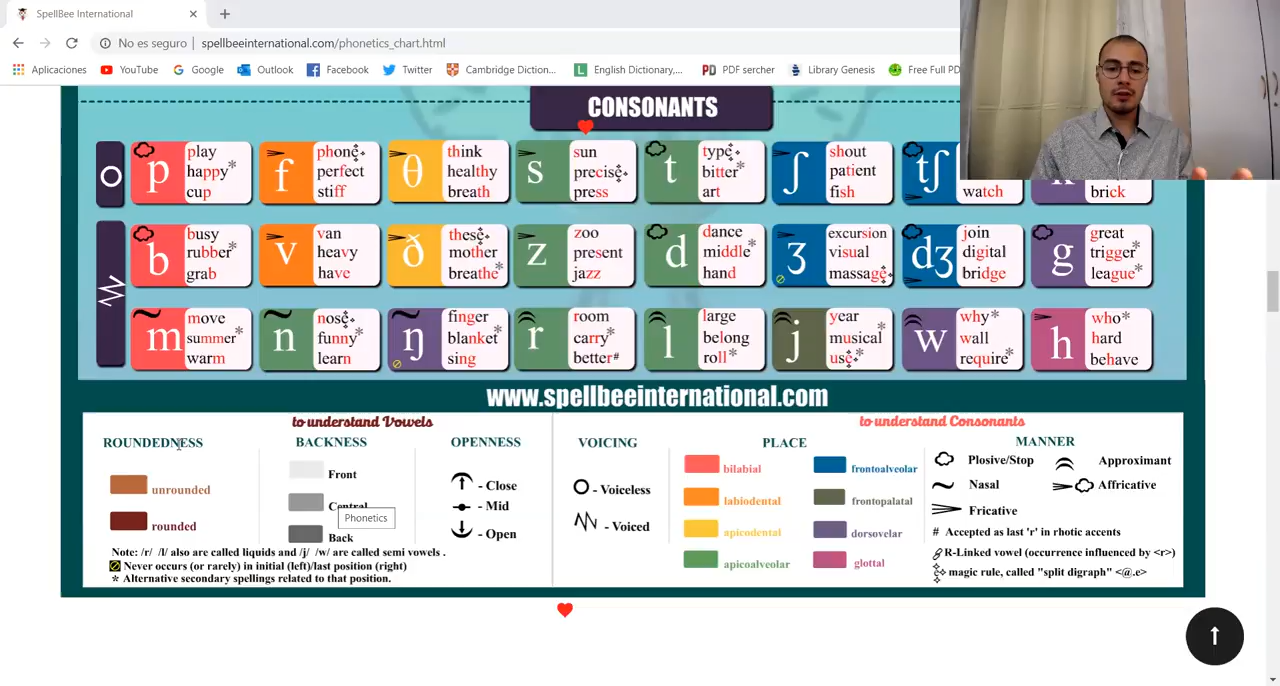 SpellBee International
No es seguro | spellbeeinternational.com/phonetics_chart.html
Aplicaciones YouTube Google Outlook Facebook Twitter Cambridge Diction... English Dictionary,... PDF sercher Library Genesis Free Full PD
CONSONANTS
p play happy* cup
f phone perfect stiff
θ think healthy breath
s sun precise press
t type bitter* art
ʃ shout patient fish
tʃ watch
brick
b busy rubber* grab
v van heavy have
ð these mother breathe*
z zoo present jazz
d dance middle* hand
ʒ excursion visual massage
dʒ join digital bridge
g great trigger* league*
m move summer* warm
n nose funny* learn
ŋ finger blanket* sing
r room carry* better#
l large belong roll*
j year musical use*
w why* wall require*
h who* hard behave
www.spellbeeinternational.com
to understand Vowels
ROUNDEDNESS BACKNESS OPENNESS
unrounded
rounded
Front
Central
Back
Phonetics
- Close
- Mid
- Open
Note: /r/ /l/ also are called liquids and /j/ /w/ are called semi vowels .
Never occurs (or rarely) in initial (left)/last position (right)
* Alternative secondary spellings related to that position.
to understand Consonants
VOICING PLACE MANNER
- Voiceless
- Voiced
bilabial
labiodental
apicodental
apicoalveolar
frontoalveolar
frontopalatal
dorsovelar
glottal
Plosive/Stop Approximant
Nasal Affricative
Fricative
# Accepted as last 'r' in rhotic accents
R-Linked vowel (occurrence influenced by <r>)
magic rule, called "split digraph" <@.e>